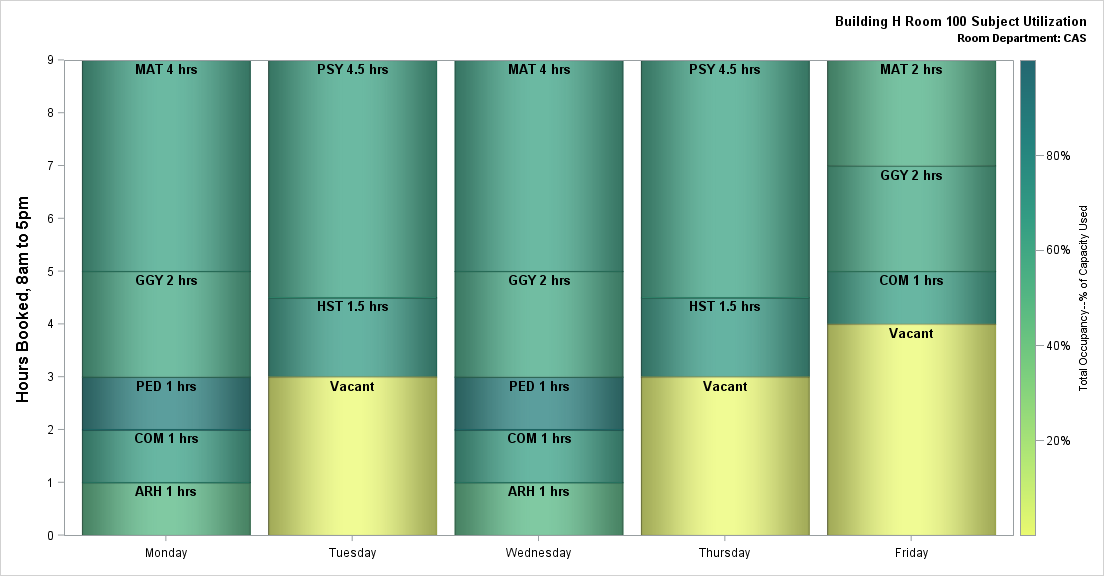 Building H Room 100 Subject Utilization
Room Department: CAS
Hours Booked, 8am to 5pm
9
8
7
6
5
4
3
2
1
0
MAT 4 hrs
GGY 2 hrs
PED 1 hrs
COM 1 hrs
ARH 1 hrs
Monday
PSY 4.5 hrs
HST 1.5 hrs
Vacant
Tuesday
MAT 4 hrs
GGY 2 hrs
PED 1 hrs
COM 1 hrs
ARH 1 hrs
Wednesday
PSY 4.5 hrs
HST 1.5 hrs
Vacant
Thursday
MAT 2 hrs
GGY 2 hrs
COM 1 hrs
Vacant
Friday
80%
60%
40%
20%
Total Occupancy--% of Capacity Used